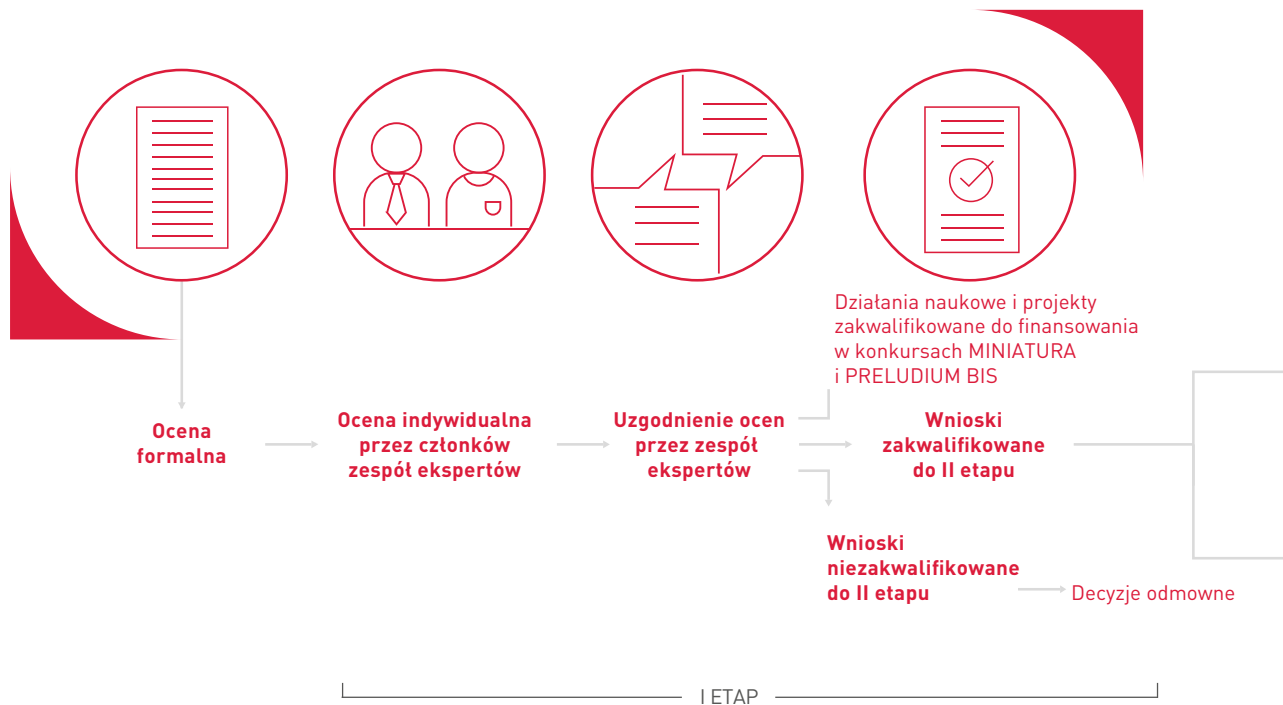 Działania naukowe i projekty
zakwalifikowane do finansowania
w konkursach MINIATURA
i PRELUDIUM BIS
Ocena
formalna
Ocena indywidualna
przez członków
zespół ekspertów
Uzgodnienie ocen
przez zespół
ekspertów
Wnioski
zakwalifikowane
do II etapu
Wnioski
niezakwalifikowane
do II etapu
Decyzje odmowne
I ETAP